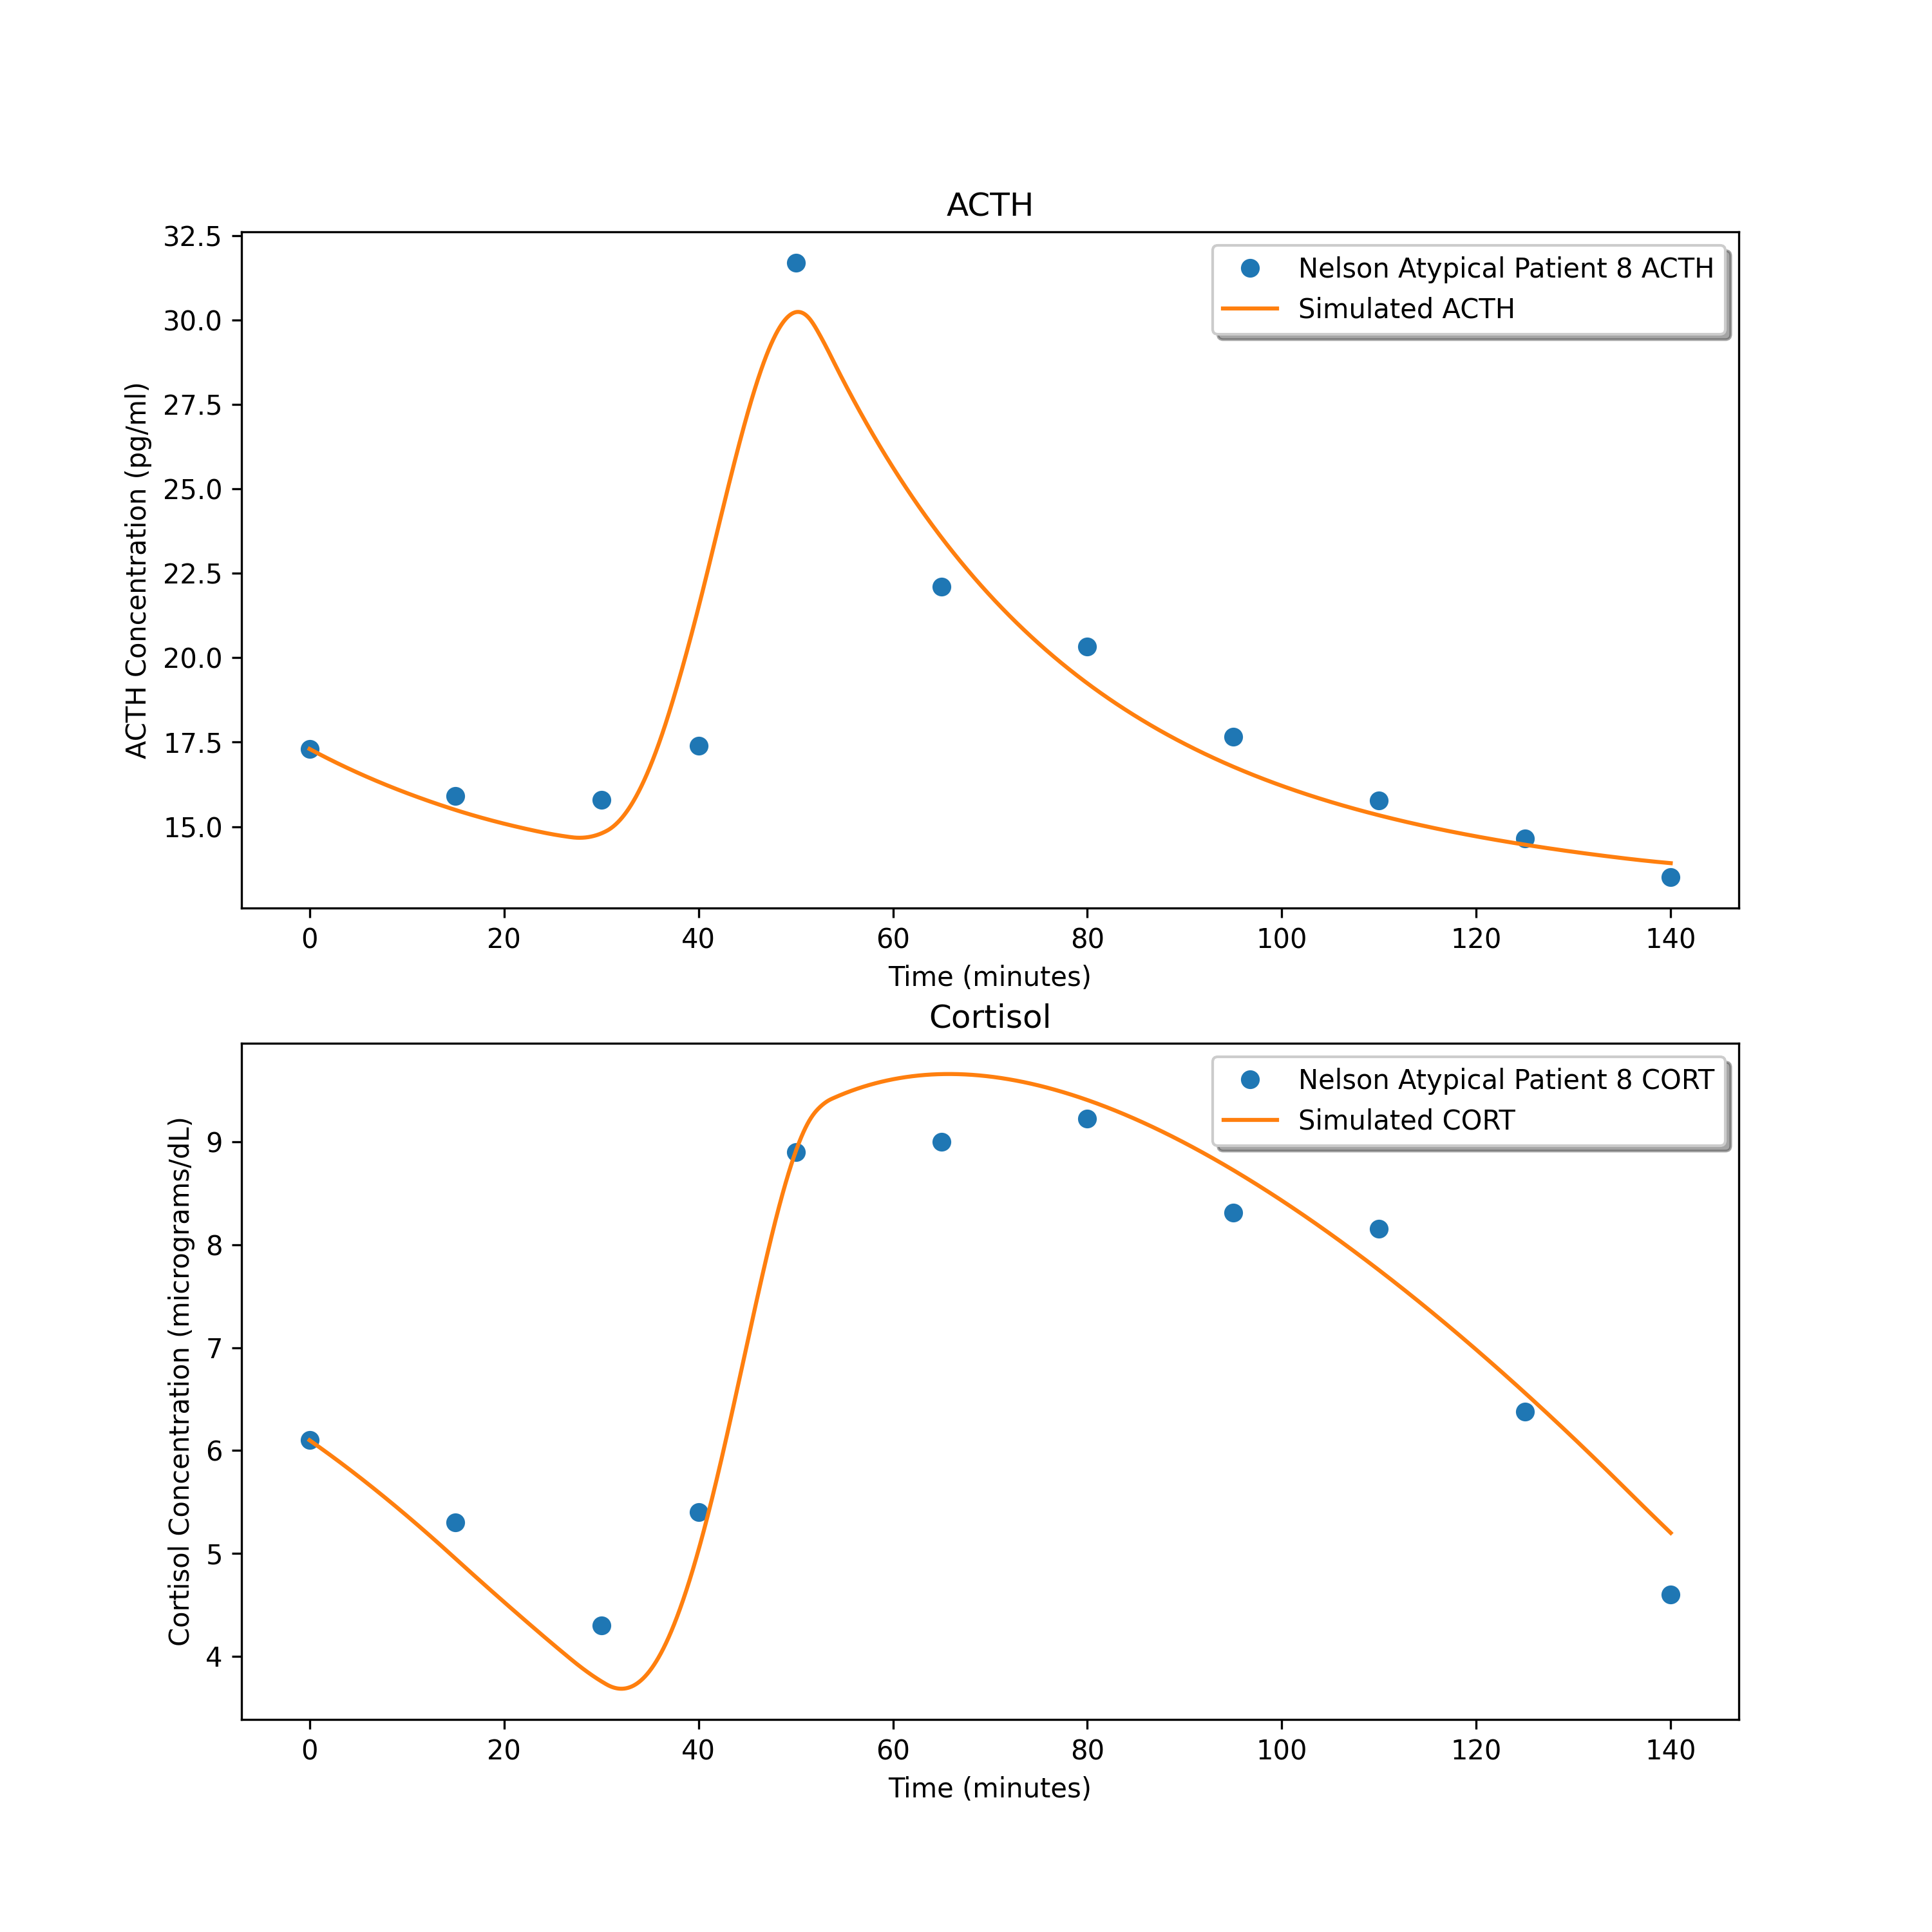 ACTH
32.5
30.0
27.5
25.0
22.5
20.0
17.5
15.0
ACTH Concentration (pg/ml)
Nelson Atypical Patient 8 ACTH
Simulated ACTH
0 20 40 60 80 100 120 140
Time (minutes)
Cortisol
9
8
7
6
5
4
Cortisol Concentration (micrograms/dL)
Nelson Atypical Patient 8 CORT
Simulated CORT
0 20 40 60 80 100 120 140
Time (minutes)